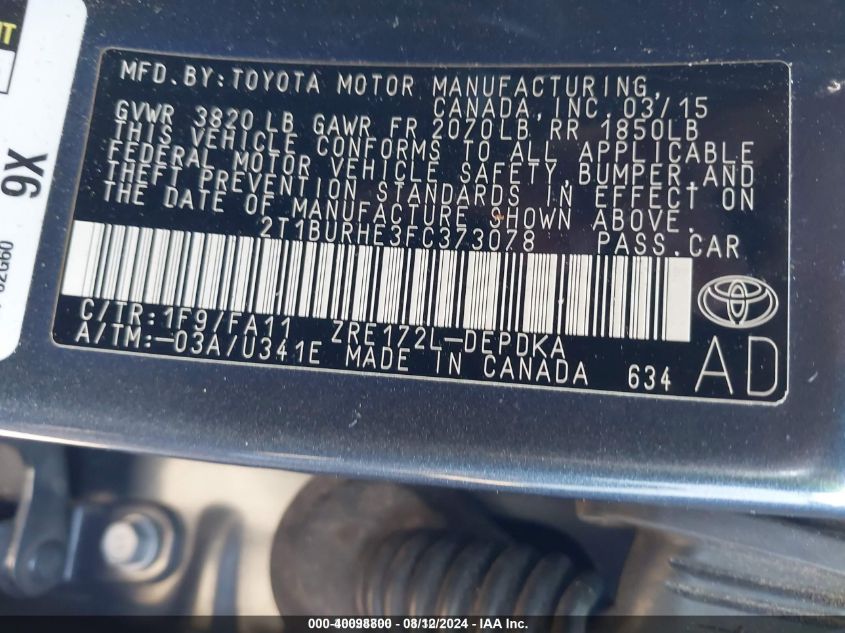 MFD.BY:TOYOTA MOTOR MANUFACTURING,
CANADA,INC.03/15
GVWR 3820 LB GAWR FR 2070LB RR 1850LB
THIS VEHICLE CONFORMS TO ALL APPLICABLE
FEDERAL MOTOR VEHICLE SAFETY,BUMPER,AND
THEFT PREVENTION STANDARDS IN EFFECT ON
THE DATE OF MANUFACTURE SHOWN ABOVE.
2T1BURHE3FC373078 PASS.CAR
C/TR:1F9/FA11 ZRE172L-DEPDKA
A/TM:-03A/U341E MADE IN CANADA 634 AD
08/12/2024 - IAA Inc.